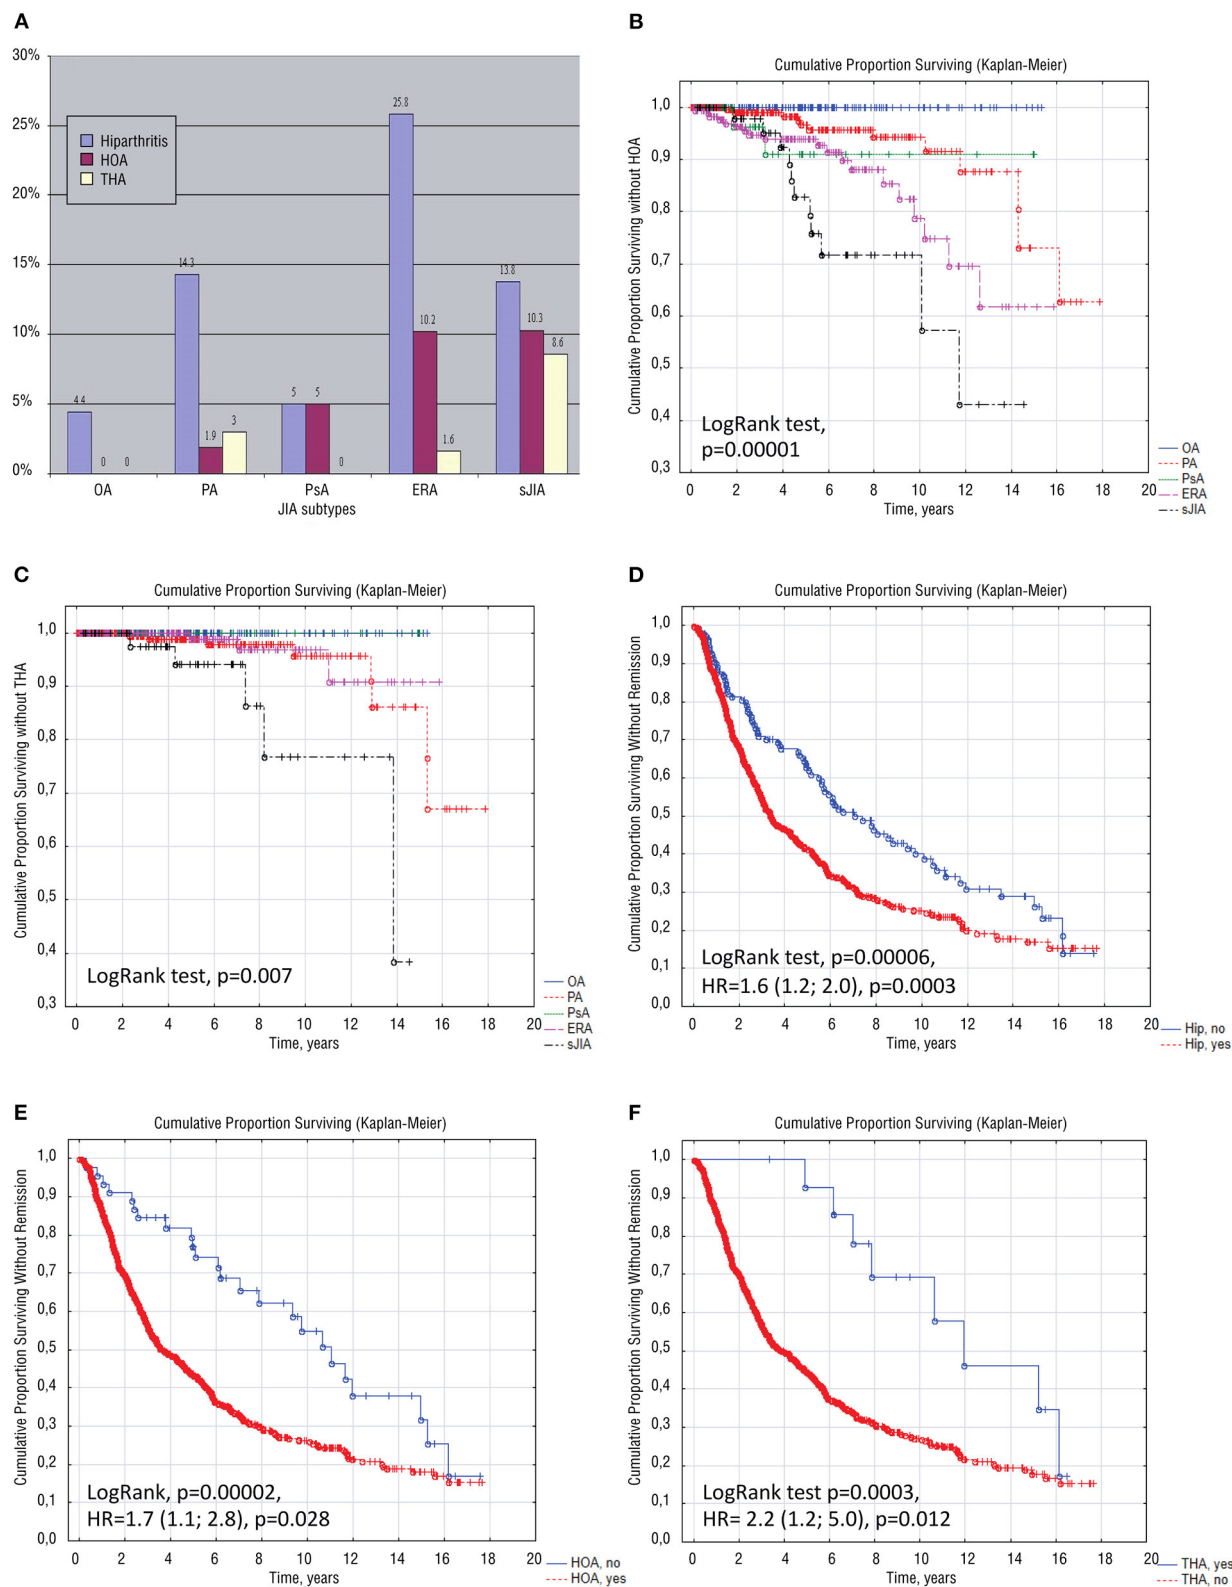 A
30%
25%
20%
15%
10%
5%
0%
Hiparthritis
HOA
THA
4.4
0
0
14.3
1.9
3
5
5
0
25.8
10.2
1.6
13.8
10.3
8.6
OA PA PsA ERA sJIA
JIA subtypes
B
Cumulative Proportion Surviving (Kaplan-Meier)
Cumulative Proportion Surviving without HOA
1,0
0,9
0,8
0,7
0,6
0,5
0,4
0,3
LogRank test,
p=0.00001
0 2 4 6 8 10 12 14 16 18 20
Time, years
OA
PA
PsA
ERA
sJIA
C
Cumulative Proportion Surviving (Kaplan-Meier)
Cumulative Proportion Surviving without THA
1,0
0,9
0,8
0,7
0,6
0,5
0,4
0,3
LogRank test, p=0.007
0 2 4 6 8 10 12 14 16 18 20
Time, years
OA
PA
PsA
ERA
sJIA
D
Cumulative Proportion Surviving (Kaplan-Meier)
Cumulative Proportion Surviving Without Remission
1,0
0,9
0,8
0,7
0,6
0,5
0,4
0,3
0,2
0,1
0,0
LogRank test, p=0.00006,
HR=1.6 (1.2; 2.0), p=0.0003
0 2 4 6 8 10 12 14 16 18 20
Time, years
Hip, no
Hip, yes
E
Cumulative Proportion Surviving (Kaplan-Meier)
Cumulative Proportion Surviving Without Remission
1,0
0,9
0,8
0,7
0,6
0,5
0,4
0,3
0,2
0,1
0,0
LogRank, p=0.00002,
HR=1.7 (1.1; 2.8), p=0.028
0 2 4 6 8 10 12 14 16 18 20
Time, years
HOA, no
HOA, yes
F
Cumulative Proportion Surviving (Kaplan-Meier)
Cumulative Proportion Surviving Without Remission
1,0
0,9
0,8
0,7
0,6
0,5
0,4
0,3
0,2
0,1
0,0
LogRank test p=0.0003,
HR= 2.2 (1.2; 5.0), p=0.012
0 2 4 6 8 10 12 14 16 18 20
Time, years
THA, yes
THA, no